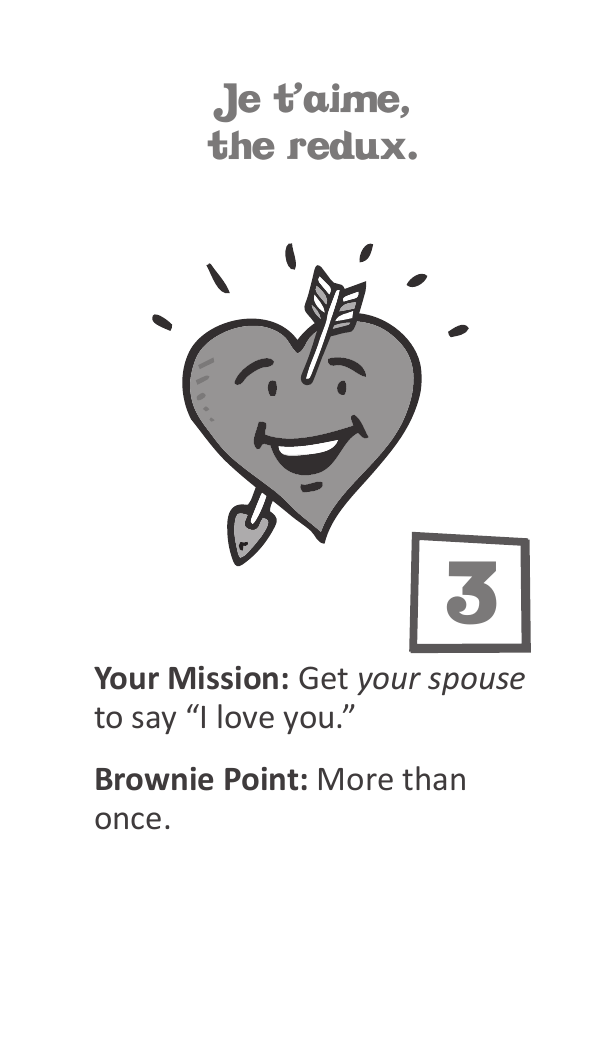 Je t’aime,
the redux.
3
Your Mission: Get your spouse
to say “I love you.”
Brownie Point: More than
once.